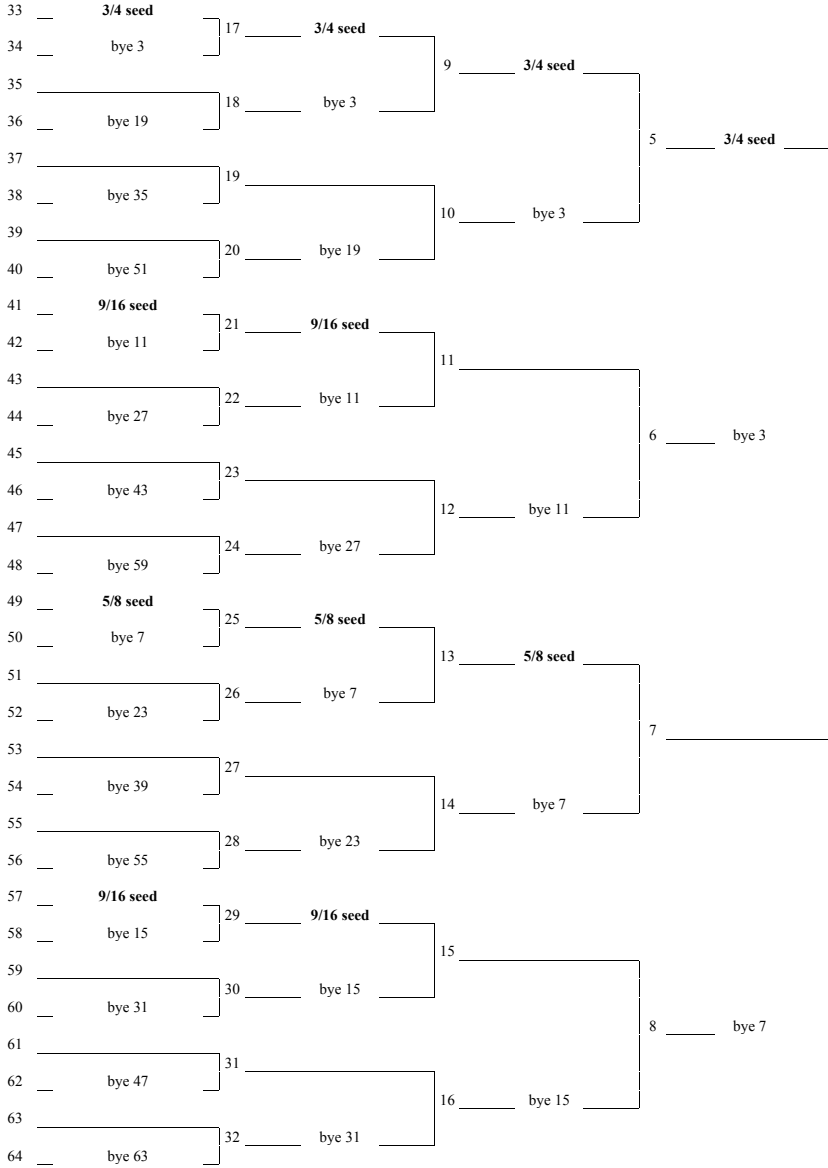 33 3/4 seed
17 3/4 seed
34 bye 3
9 3/4 seed
35
18 bye 3
36 bye 19
5 3/4 seed
37
19
38 bye 35
10 bye 3
39
20 bye 19
40 bye 51
41 9/16 seed
21 9/16 seed
42 bye 11
11
43
22 bye 11
44 bye 27
6 bye 3
45
23
46 bye 43
12 bye 11
47
24 bye 27
48 bye 59
49 5/8 seed
25 5/8 seed
50 bye 7
13 5/8 seed
51
26 bye 7
52 bye 23
7
53
27
54 bye 39
14 bye 7
55
28 bye 23
56 bye 55
57 9/16 seed
29 9/16 seed
58 bye 15
15
59
30 bye 15
60 bye 31
8 bye 7
61
31
62 bye 47
16 bye 15
63
32 bye 31
64 bye 63